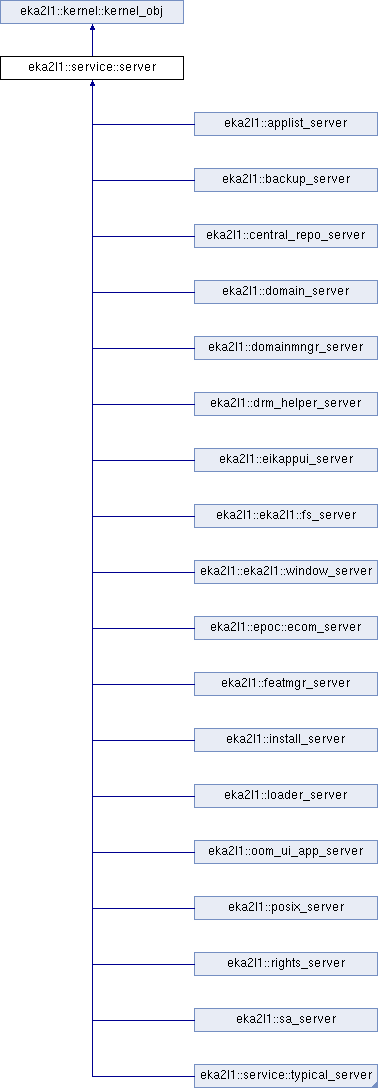 eka2l1::kernel::kernel_obj
eka2l1::service::server
eka2l1::applist_server
eka2l1::backup_server
eka2l1::central_repo_server
eka2l1::domain_server
eka2l1::domainmngr_server
eka2l1::drm_helper_server
eka2l1::eikappui_server
eka2l1::eka2l1::fs_server
eka2l1::eka2l1::window_server
eka2l1::epoc::ecom_server
eka2l1::featmgr_server
eka2l1::install_server
eka2l1::loader_server
eka2l1::oom_ui_app_server
eka2l1::posix_server
eka2l1::rights_server
eka2l1::sa_server
eka2l1::service::typical_server